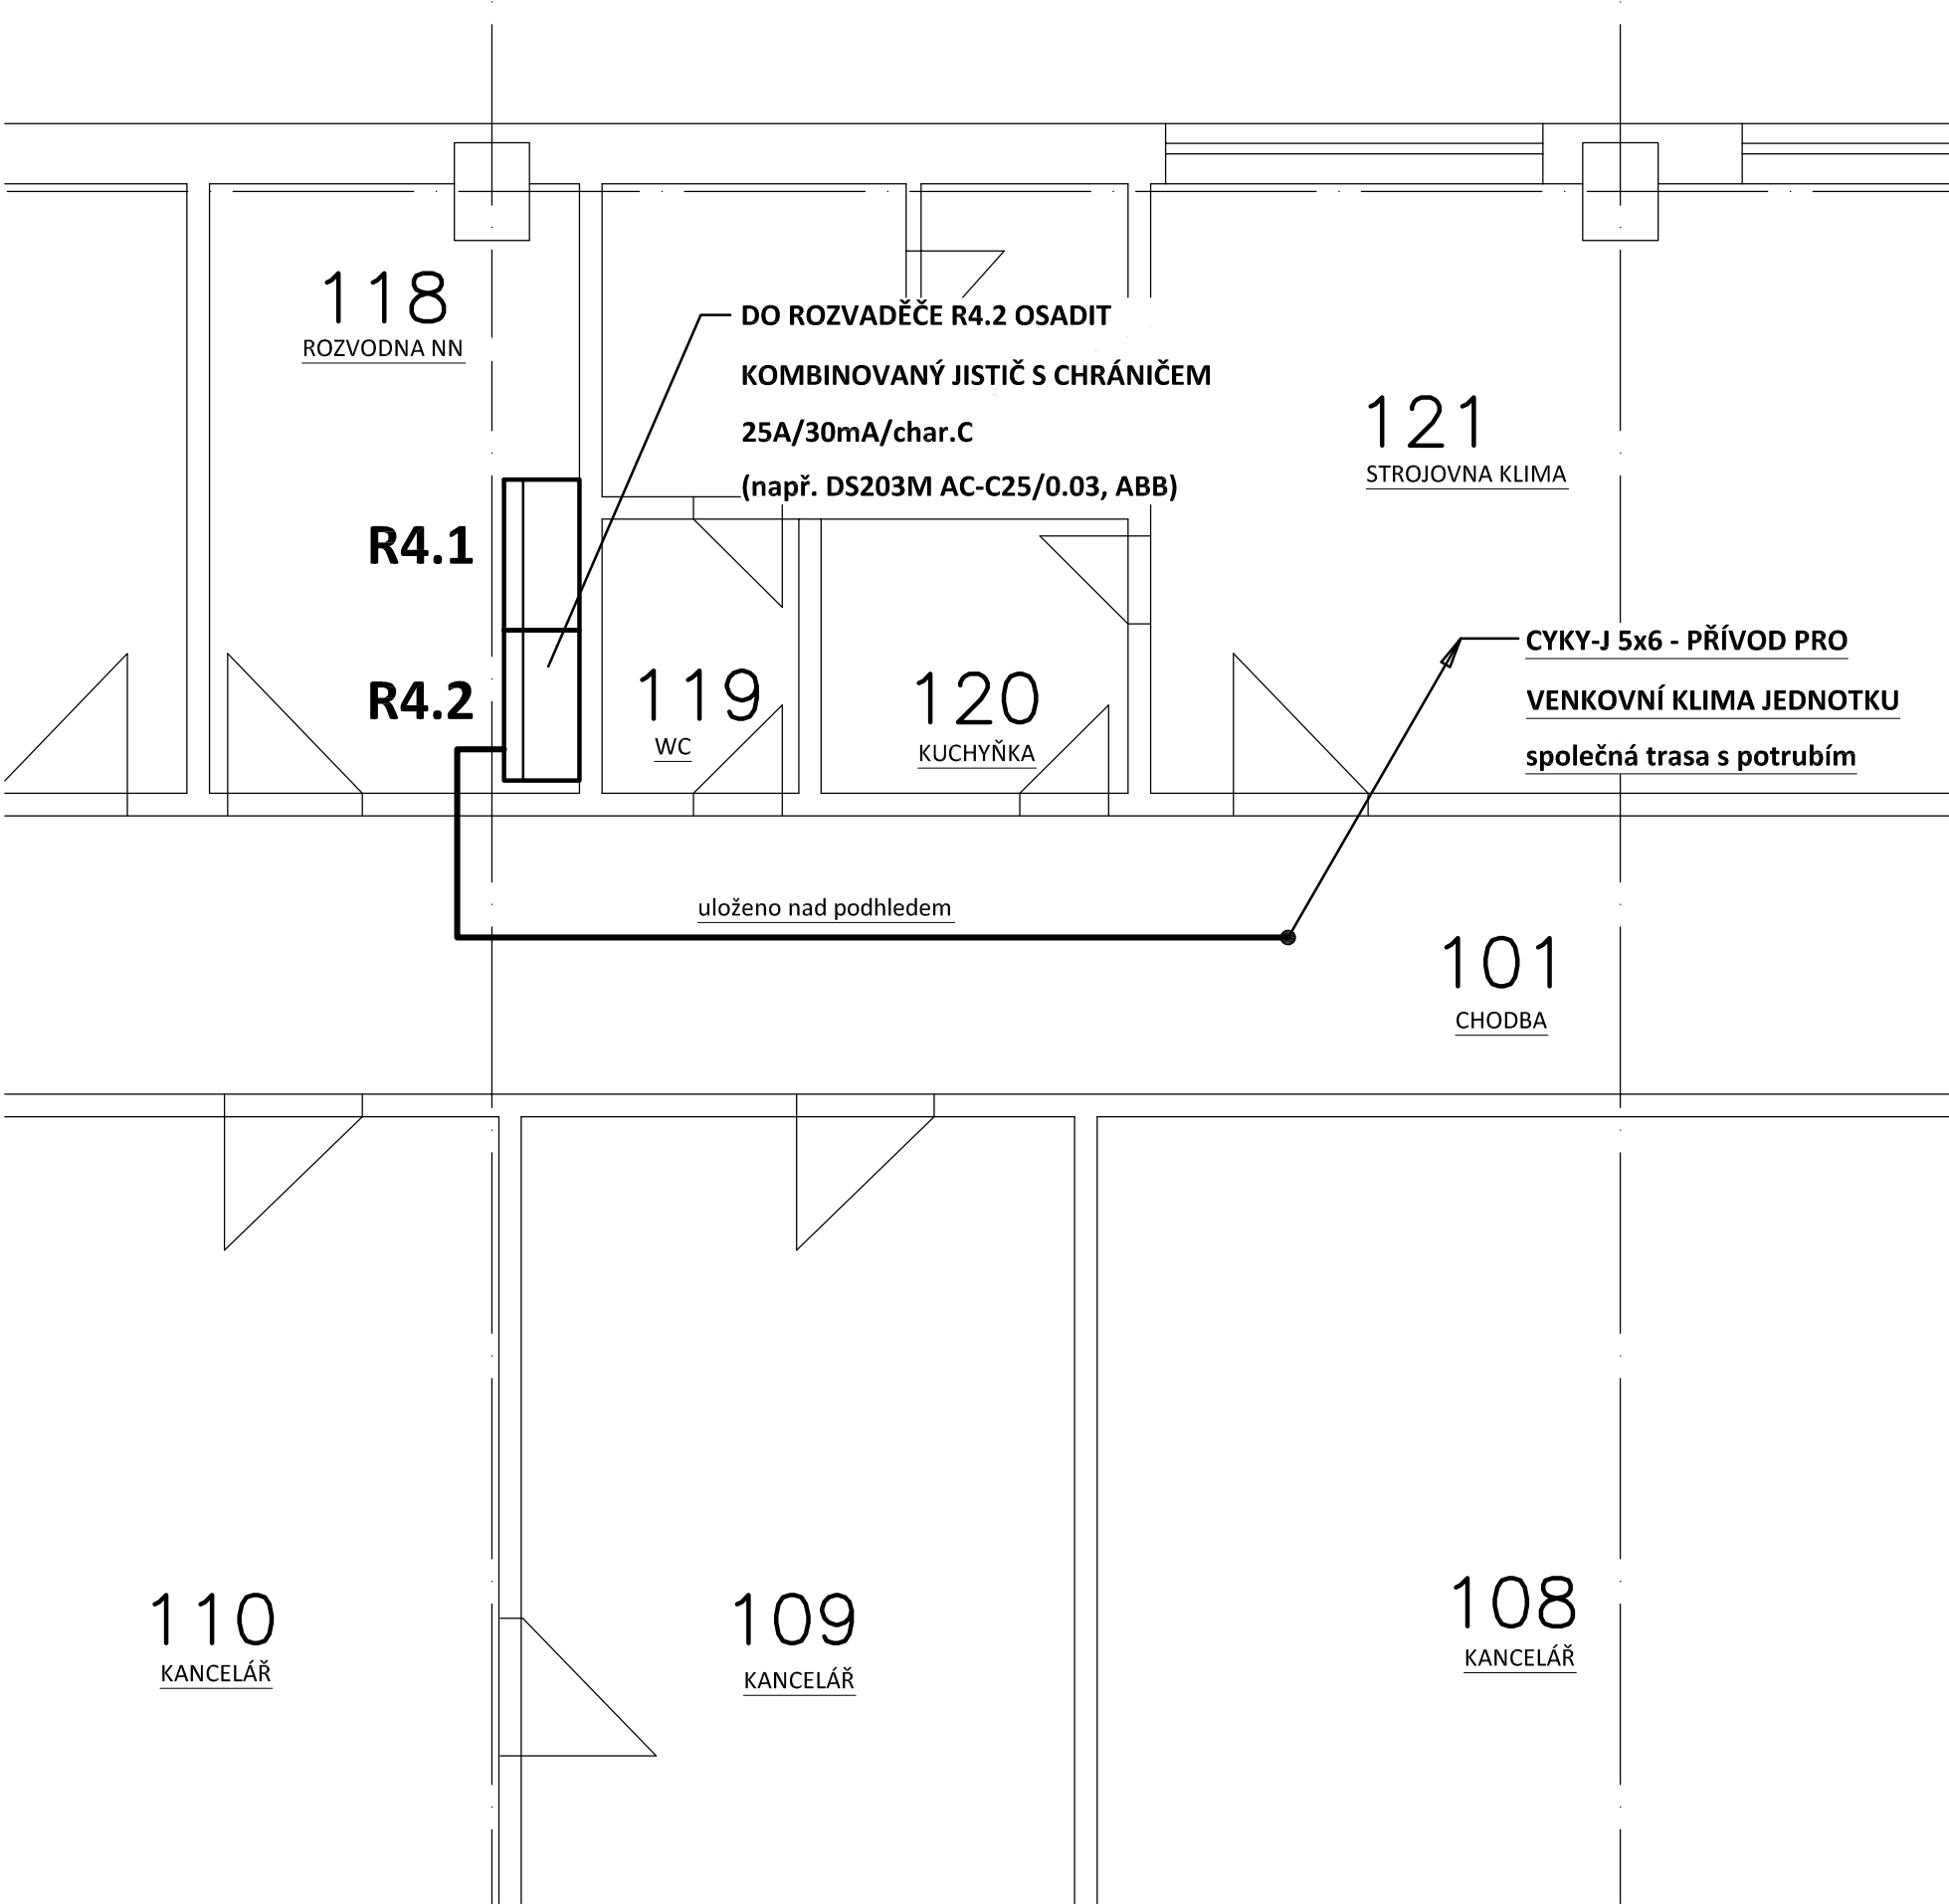 118
ROZVODNA NN
DO ROZVADĚČE R4.2 OSADIT
KOMBINOVANÝ JISTIČ S CHRÁNIČEM
25A/30mA/char.C
(např. DS203M AC-C25/0.03, ABB)
121
STROJOVNA KLIMA
R4.1
R4.2
119
WC
120
KUCHYŇKA
CYKY-J 5x6 - PŘÍVOD PRO
VENKOVNÍ KLIMA JEDNOTKU
společná trasa s potrubím
uloženo nad podhledem
101
CHODBA
110
KANCELÁŘ
109
KANCELÁŘ
108
KANCELÁŘ